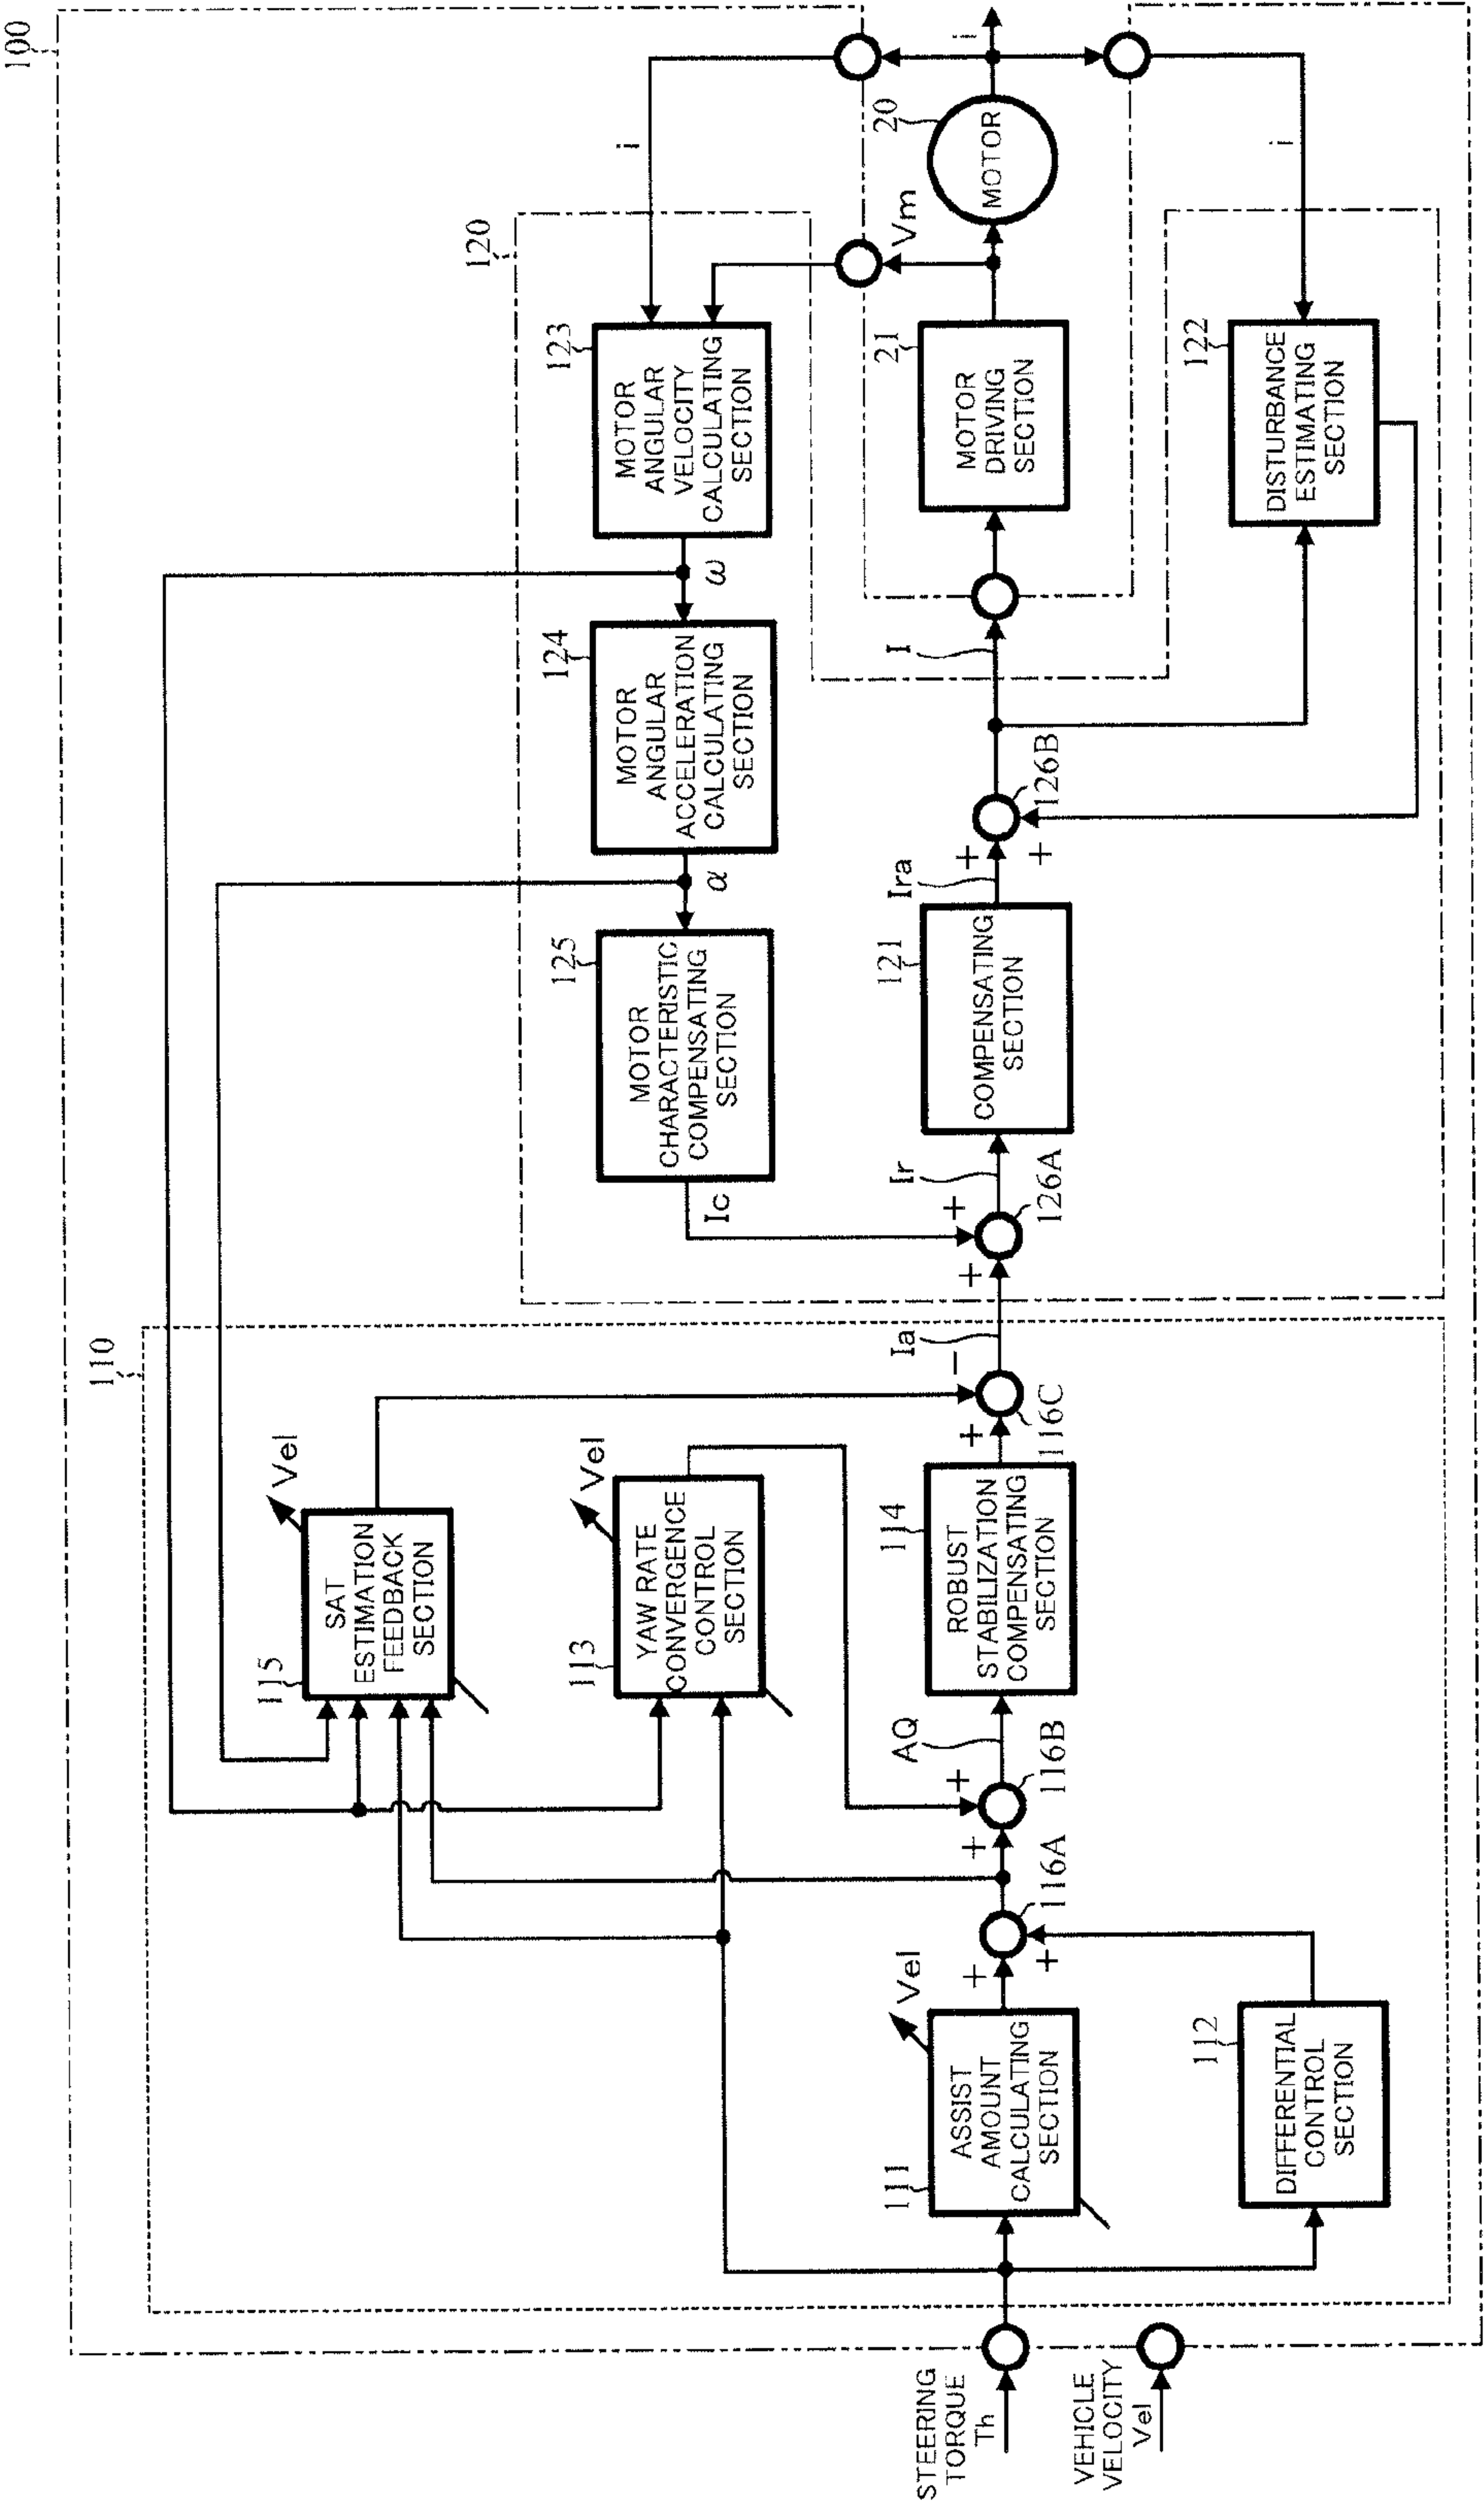 100
110
120
115
SAT
ESTIMATION
FEEDBACK
SECTION
Vel
113
YAW RATE
CONVERGENCE
CONTROL
SECTION
Vel
125
MOTOR
CHARACTERISTIC
COMPENSATING
SECTION
Ic
α
124
MOTOR
ANGULAR
ACCELERATION
CALCULATING
SECTION
ω
123
MOTOR
ANGULAR
VELOCITY
CALCULATING
SECTION
i
STEERING
TORQUE
Th
VEHICLE
VELOCITY
Vel
111
ASSIST
AMOUNT
CALCULATING
SECTION
Vel
+
+
116A
+
+
116B
AQ
114
ROBUST
STABILIZATION
COMPENSATING
SECTION
+
−
116C
Ia
+
+
126A
Ir
121
COMPENSATING
SECTION
Ira
+
+
126B
I
21
MOTOR
DRIVING
SECTION
Vm
20
MOTOR
i
112
DIFFERENTIAL
CONTROL
SECTION
122
DISTURBANCE
ESTIMATING
SECTION
i